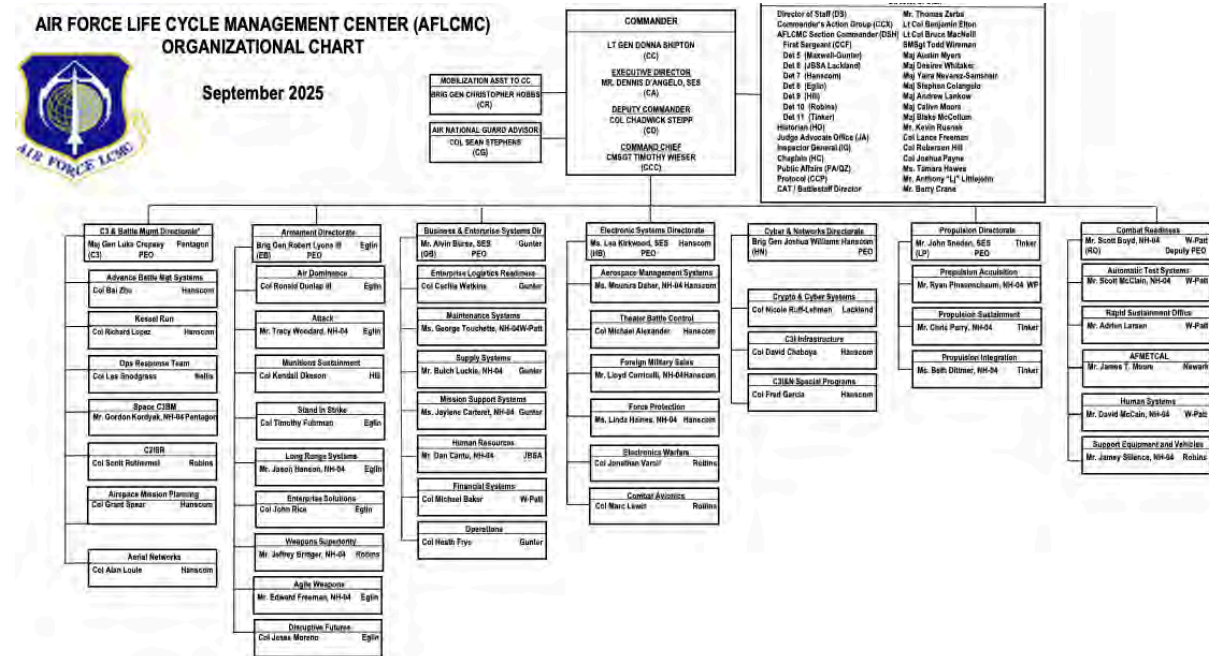 AIR FORCE LIFE CYCLE MANAGEMENT CENTER (AFLCMC)
ORGANIZATIONAL CHART
September 2025
AIR FORCE LCMC
MOBILIZATION ASST TO CC
BRIG GEN CHRISTOPHER HOBBS
(CR)
AIR NATIONAL GUARD ADVISOR
COL SEAN STEPHENS
(CG)
COMMANDER
LT GEN DONNA SHIPTON
(CC)
EXECUTIVE DIRECTOR
MR. DENNIS D'ANGELO, SES
(CA)
DEPUTY COMMANDER
COL CHADWICK STEIPP
(CD)
COMMAND CHIEF
CMSGT TIMOTHY WIESER
(CCC)
Director of Staff (DS) Mr. Thomas Zerba
Commander's Action Group (CCX) Lt Col Benjamin Elton
AFLCMC Section Commander (DSH) Lt Col Bruce MacNeill
First Sergeant (CCF) SMSgt Todd Wireman
Det 5 (Maxwell-Gunter) Maj Austin Myers
Det 6 (JBSA Lackland) Maj Desiree Whitaker
Det 7 (Hanscom) Maj Yaira
Det 8 (Eglin) Maj Stephen Colangelo
Det 9 (Hill) Maj Andrew Lankow
Det 10 (Robins) Maj Calvin Moore
Det 11 (Tinker) Maj Blake McCollum
Historian (HO) Mr. Kevin Rusnak
Judge Advocate Office (JA) Col Lance Freeman
Inspector General (IG) Col Roberson Hill
Chaplain (HC) Col Joshua Payne
Public Affairs (PA/QZ) Ms. Tamara Hawes
Protocol (CCP) Mr. Anthony "Lj" Littlejohn
CAT / Battlestaff Director Mr. Barry Crane
C3 & Battle Mgmt Directorate*
Maj Gen Luke Cropsey Pentagon
(C3) PEO
Advance Battle Mgt Systems
Col Bai Zhu Hanscom
Kessel Run
Col Richard Lopez Hanscom
Ops Response Team
Col Les Snodgrass Nellis
Space C3BM
Mr. Gordon Kordyak, NH-04 Pentagon
C2ISR
Col Scott Robins
Airspace Mission Planning
Col Grant Spear Hanscom
Aerial Networks
Col Alan Louie Hanscom
Armament Directorate
Brig Gen Robert Lyons III Eglin
(EB) PEO
Air Dominance
Col Ronald Dunlap III Eglin
Attack
Mr. Tracy Woodard, NH-04 Eglin
Munitions Sustainment
Col Kendall Hill
Stand in Strike
Col Timothy Fuhrman Eglin
Long Range Systems
Mr. Jason Hanson, NH-04 Eglin
Enterprise Solutions
Col John Rice Eglin
Weapons Superiority
Mr. Jeffrey NH-04 Robins
Agile Weapons
Mr. Edward Freeman, NH-04 Eglin
Disruptive Futures
Col Jesse Moreno Eglin
Business & Enterprise Systems Dir
Mr. Alvin Burse, SES Gunter
(GB) PEO
Enterprise Logistics Readiness
Col Cecilia Watkins Gunter
Maintenance Systems
Ms. George Touchette, NH-04 W-Patt
Supply Systems
Mr. Butch Luckie, NH-04 Gunter
Mission Support Systems
Ms. Jaylene Carteret, NH-04 Gunter
Human Resources
Mr. Dan Cantu, NH-04 JBSA
Financial Systems
Col Michael Baker W-Patt
Operations
Col Heath Frye Gunter
Electronic Systems Directorate
Ms. Lea Kirkwood, SES Hanscom
(HB) PEO
Aerospace Management Systems
Ms. Mounira Daher, NH-04 Hanscom
Theater Battle Control
Col Michael Alexander Hanscom
Foreign Military Sales
Mr. Lloyd NH-04 Hanscom
Force Protection
Ms. Linda Haines, NH-04 Hanscom
Electronics Warfare
Col Jonathan Robins
Combat Avionics
Col Marc Lewin Robins
Cyber & Networks Directorate
Brig Gen Joshua Williams Hanscom
(HN) PEO
Crypto & Cyber Systems
Col Nicole Ruff-Lehman Lackland
C3I Infrastructure
Col David Chaboya Hanscom
C3I&N Special Programs
Col Fred Garcia Hanscom
Propulsion Directorate
Mr. John Sneden, SES Tinker
(LP) PEO
Propulsion Acquisition
Mr. Ryan NH-04 WP
Propulsion Sustainment
Mr. Chris Parry, NH-04 Tinker
Propulsion Integration
Ms. Beth Dittmer, NH-04 Tinker
Combat Readiness
Mr. Scott Boyd, NH-04 W-Patt
(RO) Deputy PEO
Automatic Test Systems
Mr. Scott McClain, NH-04 W-Patt
Rapid Sustainment Office
Mr. Adrien Larsen W-Patt
AFMETCAL
Mr. James T. Moore Newark
Human Systems
Mr. David McCain, NH-04 W-Patt
Support Equipment and Vehicles
Mr. Jamey Stilence, NH-04 Robins